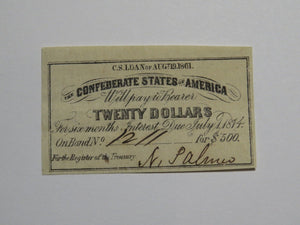 C.S. LOAN OF AUG. 19, 1861.
THE CONFEDERATE STATES OF AMERICA
Will pay to Bearer
TWENTY DOLLARS
For six months Interest Due July 1, 1874
On Bond No. for $500.
For the Register of the Treasury